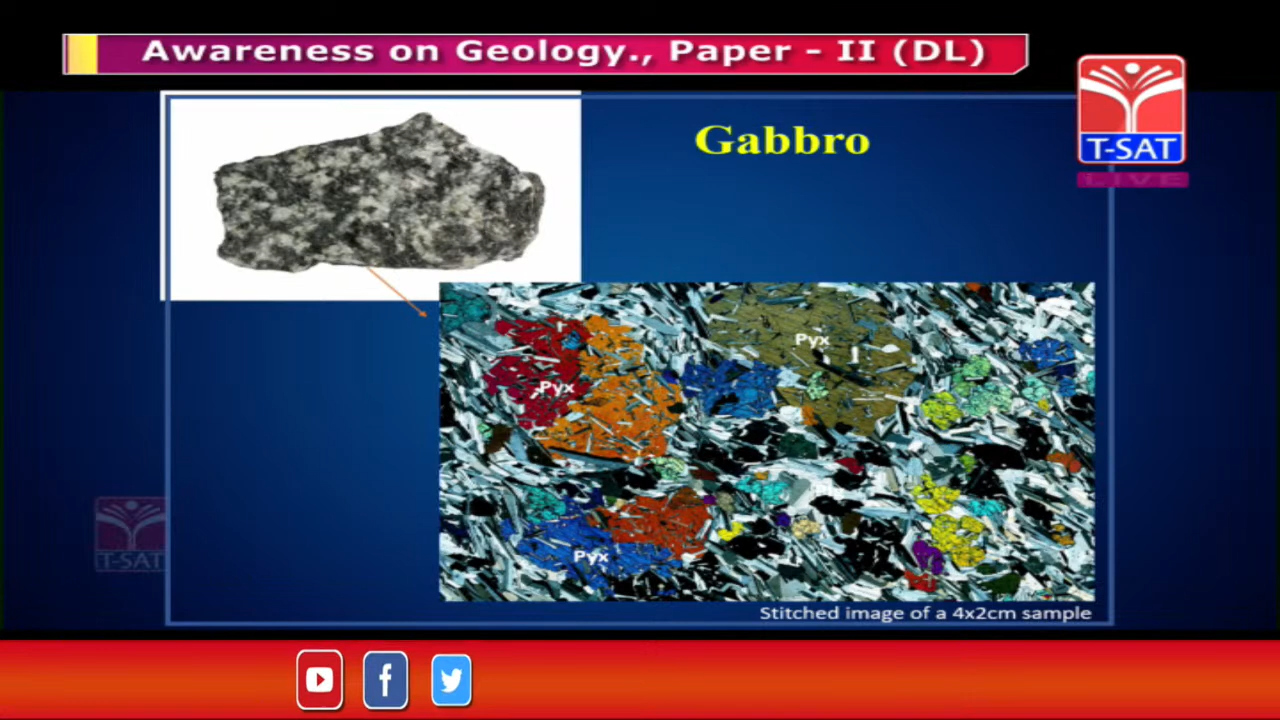 Awareness on Geology., Paper - II (DL)
T-SAT
LIVE
Gabbro
Pyx
Pyx
Pyx
T-SAT
Stitched image of a 4x2cm sample